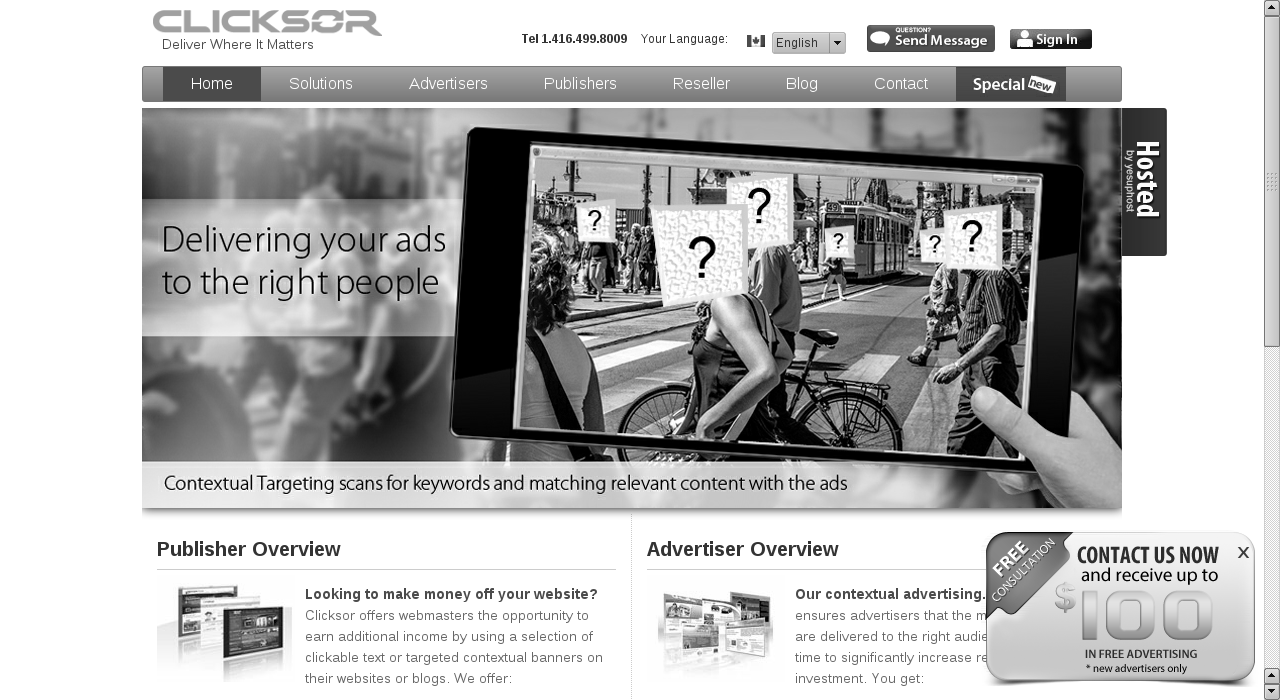 CLICKSOR
Deliver Where It Matters
Tel 1.416.499.8009
Your Language:
English
QUESTION?
Send Message
Sign In
Home
Solutions
Advertisers
Publishers
Reseller
Blog
Contact
Special new
Hosted
by yesuphost
Delivering your ads
to the right people
?
?
?
?
?
?
49
Contextual Targeting scans for keywords and matching relevant content with the ads
Publisher Overview
Looking to make money off your website?
Clicksor offers webmasters the opportunity to
earn additional income by using a selection of
clickable text or targeted contextual banners on
their websites or blogs. We offer:
Advertiser Overview
Our contextual advertising.
ensures advertisers that the
are delivered to the right
time to significantly increase
investment. You get:
FREE
CONSULTATION
CONTACT US NOW
X
and receive up to
$100
IN FREE ADVERTISING
* new advertisers only